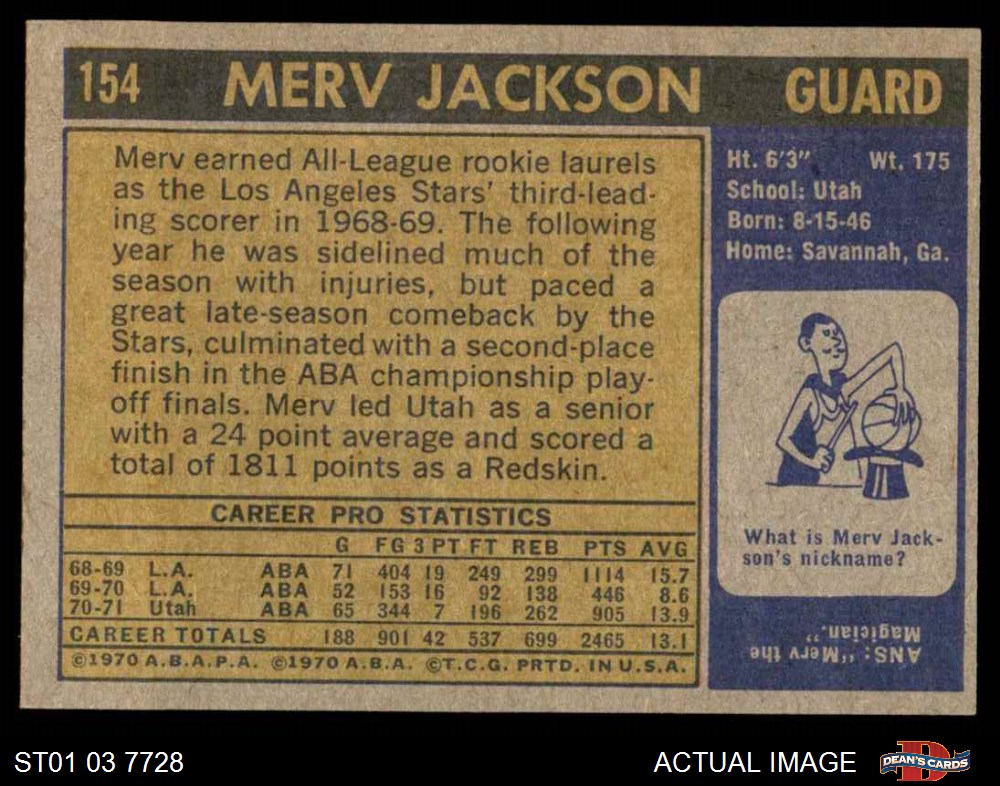 154 MERV JACKSON GUARD
Merv earned All-League rookie laurels
as the Los Angeles Stars' third-lead-
ing scorer in 1968-69. The following
year he was sidelined much of the
season with injuries, but paced a
great late-season comeback by the
Stars, culminated with a second-place
finish in the ABA championship play-
off finals. Merv led Utah as a senior
with a 24 point average and scored a
total of 1811 points as a Redskin.
CAREER PRO STATISTICS
G FG 3 PT FT REB PTS AVG
68-69 L.A. ABA 71 404 19 249 299 1114 15.7
69-70 L.A. ABA 52 153 16 92 138 446 8.6
70-71 Utah ABA 65 344 7 196 262 905 13.9
CAREER TOTALS 188 901 42 537 699 2465 13.1
©1970 A.B.A.P.A. ©1970 A.B.A. ©T.C.G. PRTD. IN U.S.A.
Ht. 6'3" Wt. 175
School: Utah
Born: 8-15-46
Home: Savannah, Ga.
What is Merv Jack-
son's nickname?
ANS: "Merv the
Magician."
ST01 03 7728
ACTUAL IMAGE
D
DEAN'S CARDS